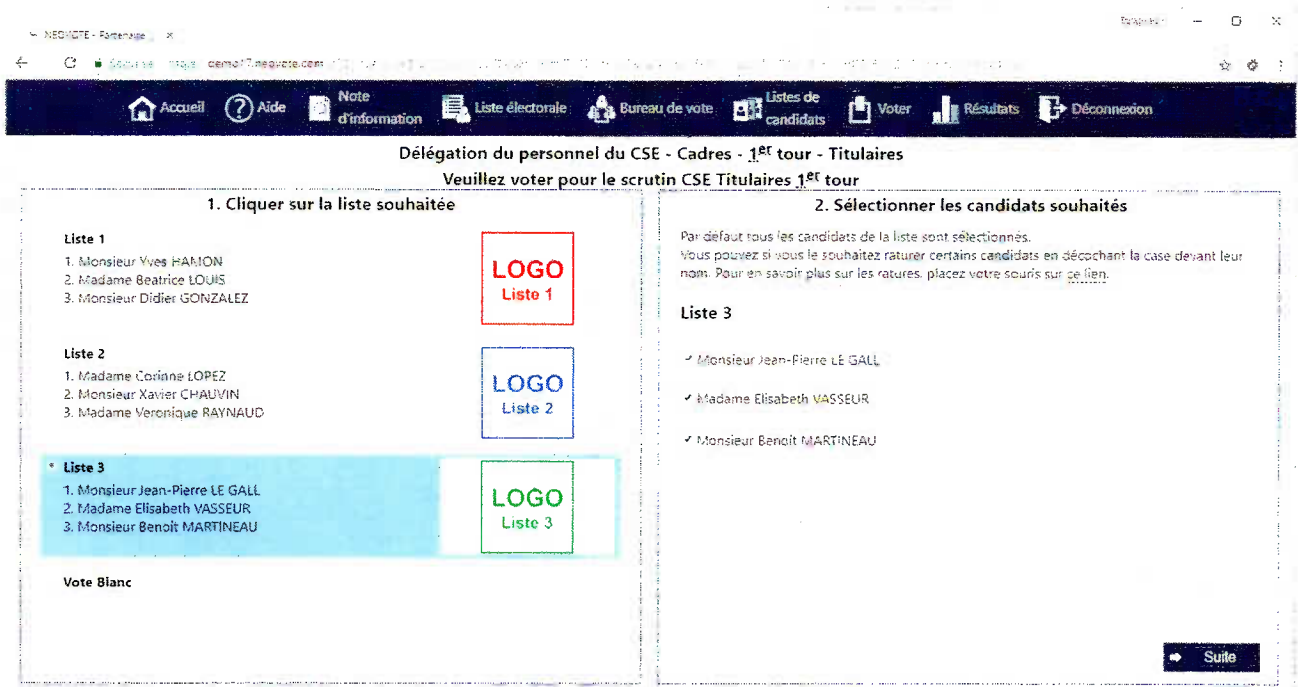 NEOVOTE - Partenaire
demo17.neovote.com
Accueil
Aide
Note
d'information
Liste électorale
Bureau de vote
Listes de
candidats
Voter
Résultats
Déconnexion
Délégation du personnel du CSE - Cadres - 1er tour - Titulaires
Veuillez voter pour le scrutin CSE Titulaires 1er tour
1. Cliquer sur la liste souhaitée
Liste 1
1. Monsieur Yves HAMON
2. Madame Beatrice LOUIS
3. Monsieur Didier GONZALEZ
LOGO
Liste 1
Liste 2
1. Madame Corinne LOPEZ
2. Monsieur Xavier CHAUVIN
3. Madame Veronique RAYNAUD
LOGO
Liste 2
Liste 3
1. Monsieur Jean-Pierre LE GALL
2. Madame Elisabeth VASSEUR
3. Monsieur Benoit MARTINEAU
LOGO
Liste 3
Vote Blanc
2. Sélectionner les candidats souhaités
Par défaut tous les candidats de la liste sont sélectionnés.
Vous pouvez si vous le souhaitez raturer certains candidats en décochant la case devant leur
nom. Pour en savoir plus sur les ratures, placez votre souris sur ce lien.
Liste 3
Monsieur Jean-Pierre LE GALL
Madame Elisabeth VASSEUR
Monsieur Benoit MARTINEAU
Suite